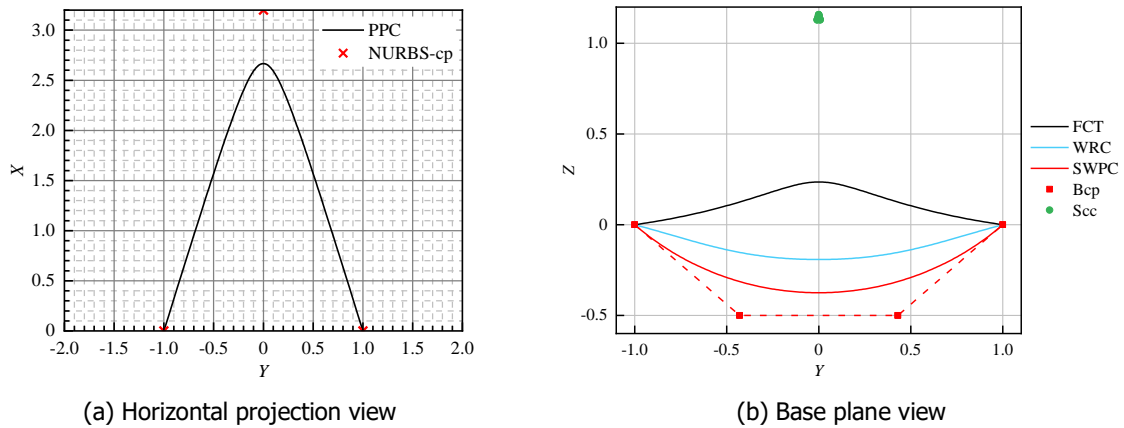 3.0
2.5
2.0
1.5
1.0
0.5
0
X
-2.0 -1.5 -1.0 -0.5 0 0.5 1.0 1.5 2.0
Y
PPC
NURBS-cp
(a) Horizontal projection view
1.0
0.5
0
-0.5
Z
-1.0 -0.5 0 0.5 1.0
Y
FCT
WRC
SWPC
Bcp
Scc
(b) Base plane view